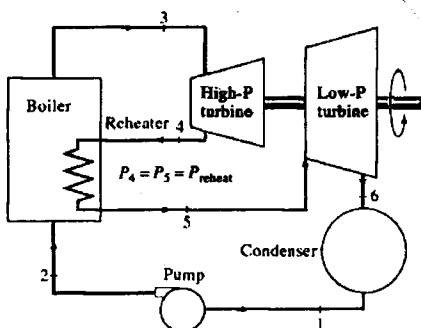 3
High-P
turbine
Low-P
turbine
Boiler
Reheater
4
P4 = P5 = Preheat
5
6
Condenser
2
Pump
1